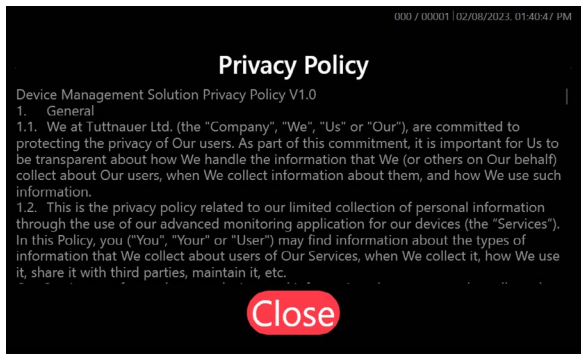 000 / 00001 | 02/08/2023, 01:40:47 PM
Privacy Policy
Device Management Solution Privacy Policy V1.0
1. General
1.1. We at Tuttnauer Ltd. (the "Company", "We", "Us" or "Our"), are committed to
protecting the privacy of Our users. As part of this commitment, it is important for Us to
be transparent about how We handle the information that We (or others on Our behalf)
collect about Our users, when We collect information about them, and how We use such
information.
1.2. This is the privacy policy related to our limited collection of personal information
through the use of our advanced monitoring application for our devices (the “Services”).
In this Policy, you ("You", "Your" or "User") may find information about the types of
information that We collect about users of Our Services, when We collect it, how We use
it, share it with third parties, maintain it, etc.
Close